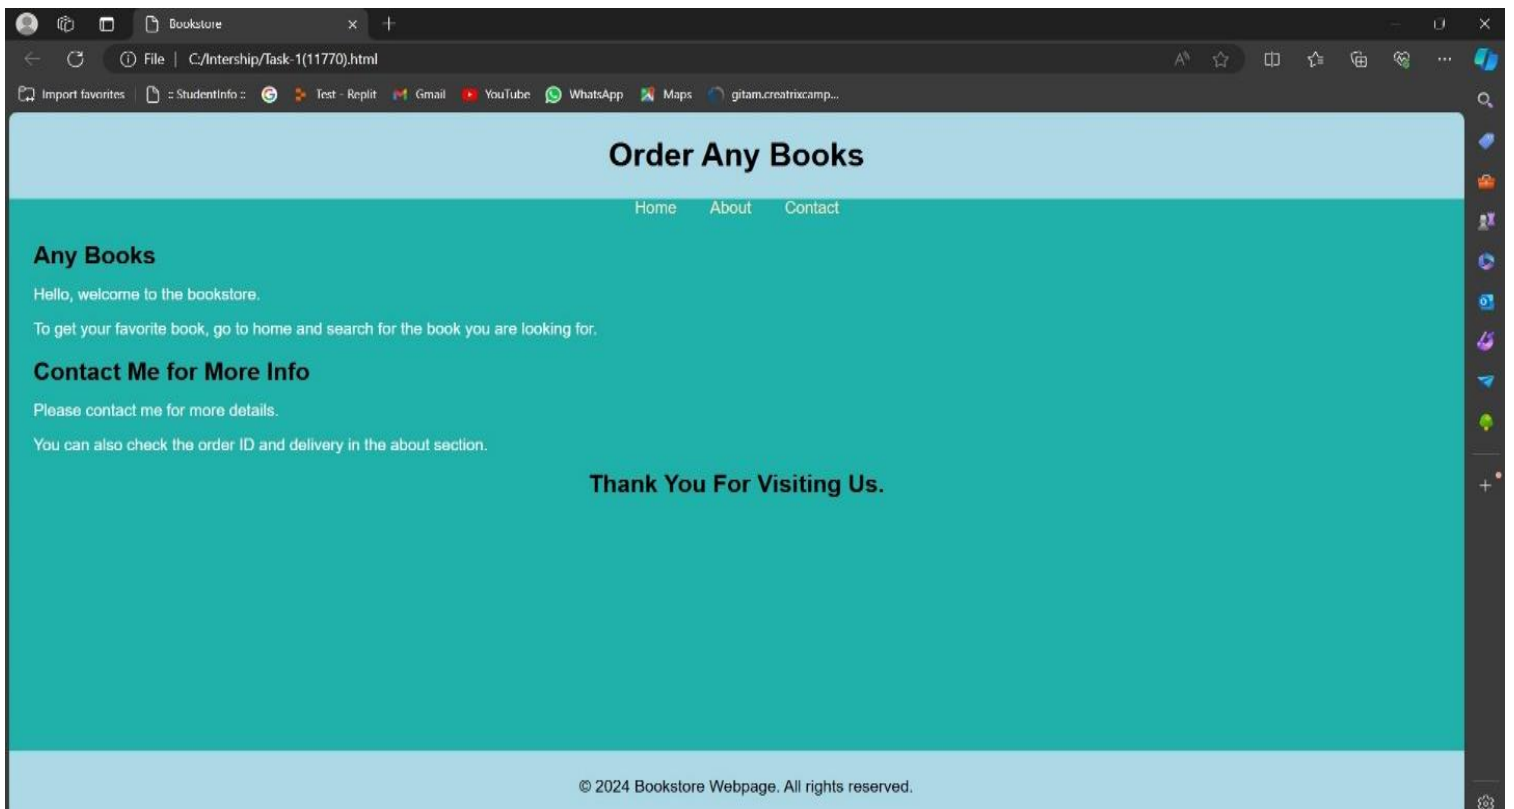 Bookstore
File | C:/Intership/Task-1(11770).html
Import favorites :: StudentInfo :: Test - Replit Gmail YouTube WhatsApp Maps gitam.creatrixcamp...
Order Any Books
Home About Contact
Any Books
Hello, welcome to the bookstore.
To get your favorite book, go to home and search for the book you are looking for.
Contact Me for More Info
Please contact me for more details.
You can also check the order ID and delivery in the about section.
Thank You For Visiting Us.
© 2024 Bookstore Webpage. All rights reserved.